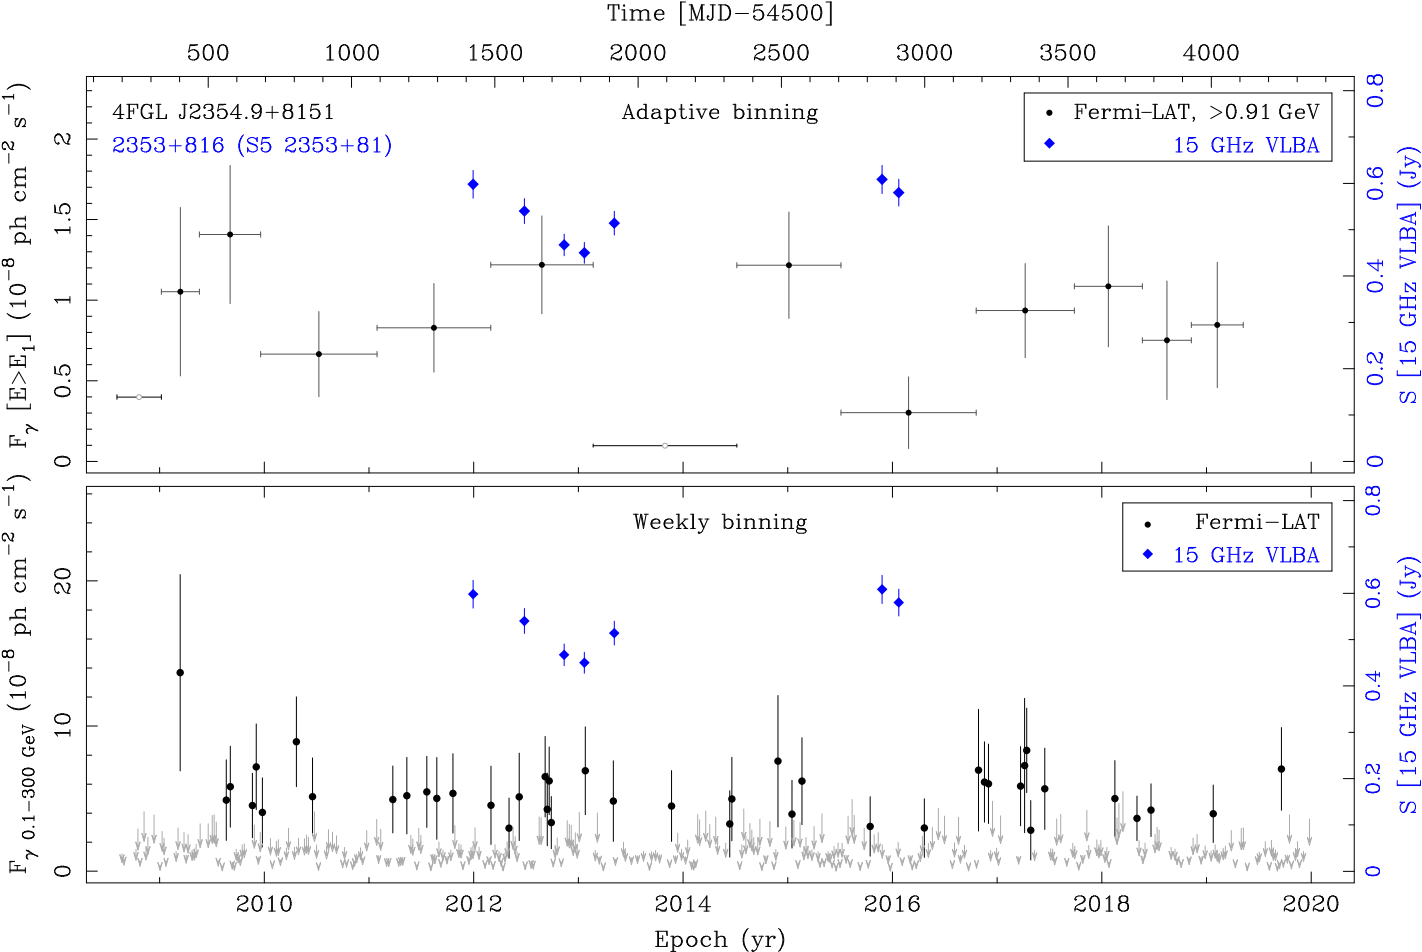 Time [MJD−54500]
500 1000 1500 2000 2500 3000 3500 4000
4FGL J2354.9+8151
2353+816 (S5 2353+81)
Adaptive binning
Fermi−LAT, >0.91 GeV
15 GHz VLBA
F_γ [E>E_1] (10^−8 ph cm^−2 s^−1)
2
1.5
1
0.5
0
S [15 GHz VLBA] (Jy)
0.8
0.6
0.4
0.2
0
Weekly binning
Fermi−LAT
15 GHz VLBA
F_γ 0.1−300 GeV (10^−8 ph cm^−2 s^−1)
20
10
0
S [15 GHz VLBA] (Jy)
0.8
0.6
0.4
0.2
0
2010 2012 2014 2016 2018 2020
Epoch (yr)